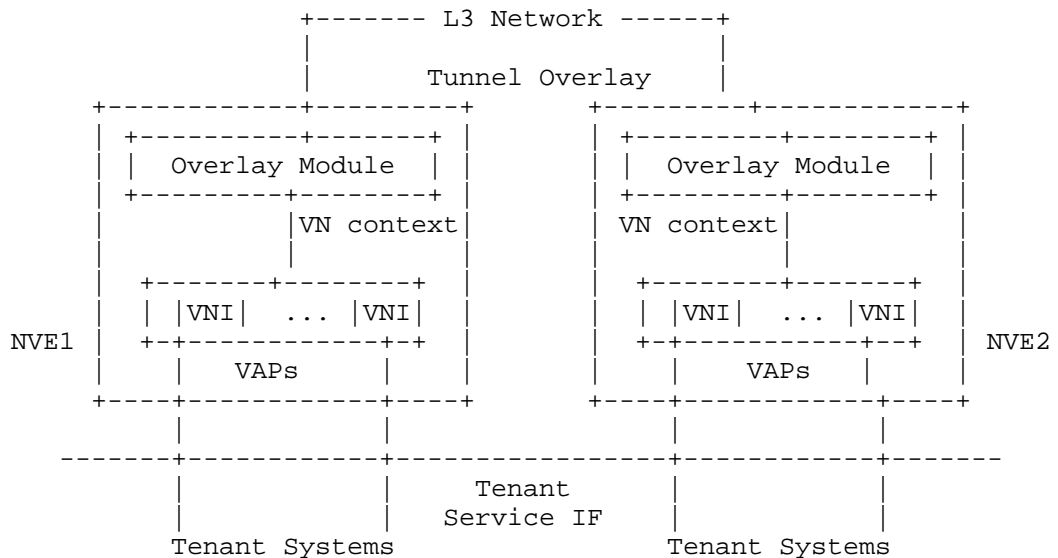 +------- L3 Network ------+
|                         |
|       Tunnel Overlay    |
+------------+---------+       +---------+------------+
| +----------+-------+ |       | +---------+--------+ |
| |  Overlay Module  | |       | |  Overlay Module  | |
| +---------+--------+ |       | +---------+--------+ |
|           |VN context|       | VN context|          |
|           |          |       |           |          |
|  +--------+-------+  |       |  +--------+-------+  |
|  | |VNI|  ... |VNI|  |       |  | |VNI|  ... |VNI|  |
NVE1 |  +-+------------+-+  |       |  +-+-----------+--+  | NVE2
|    |   VAPs     |    |       |    |    VAPs   |     |
+----+------------+----+       +----+-----------+-----+
|            |                 |            |
-------+------------+-----------------+------------+-------
|            |     Tenant      |            |
|            |   Service IF    |            |
Tenant Systems                 Tenant Systems